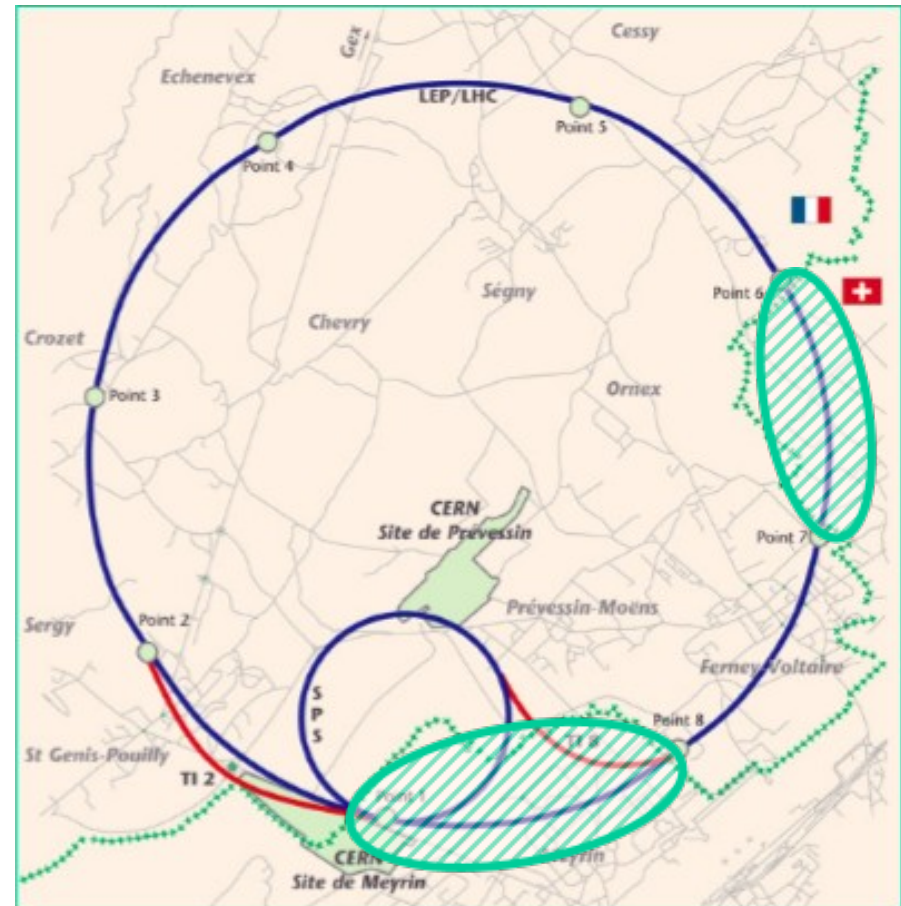 Cessy
Gex
Echenevex
LEP/LHC
Point 5
Point 4
Point 6
Ségny
Chevry
Crozet
Ornex
Point 3
CERN
Site de Prévessin
Point 7
Prévessin-Moëns
Point 2
Sergy
Ferney-Voltaire
SPS
Point 8
TI 8
St Genis-Pouilly
TI 2
Point 1
CERN
Meyrin
Site de Meyrin